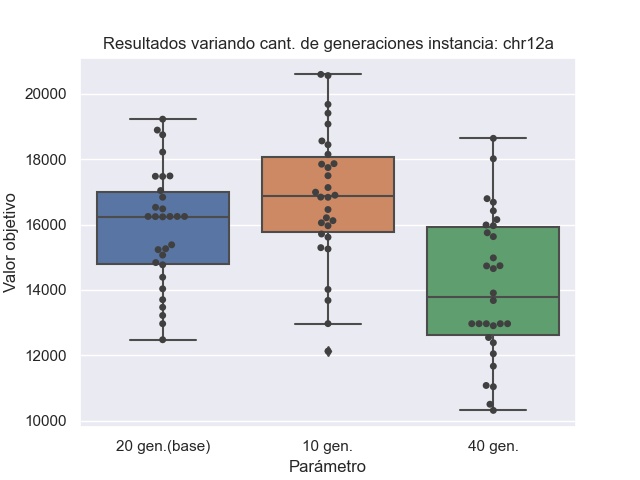 Resultados variando cant. de generaciones instancia: chr12a
Valor objetivo
20000
18000
16000
14000
12000
10000
20 gen.(base)
10 gen.
40 gen.
Parámetro